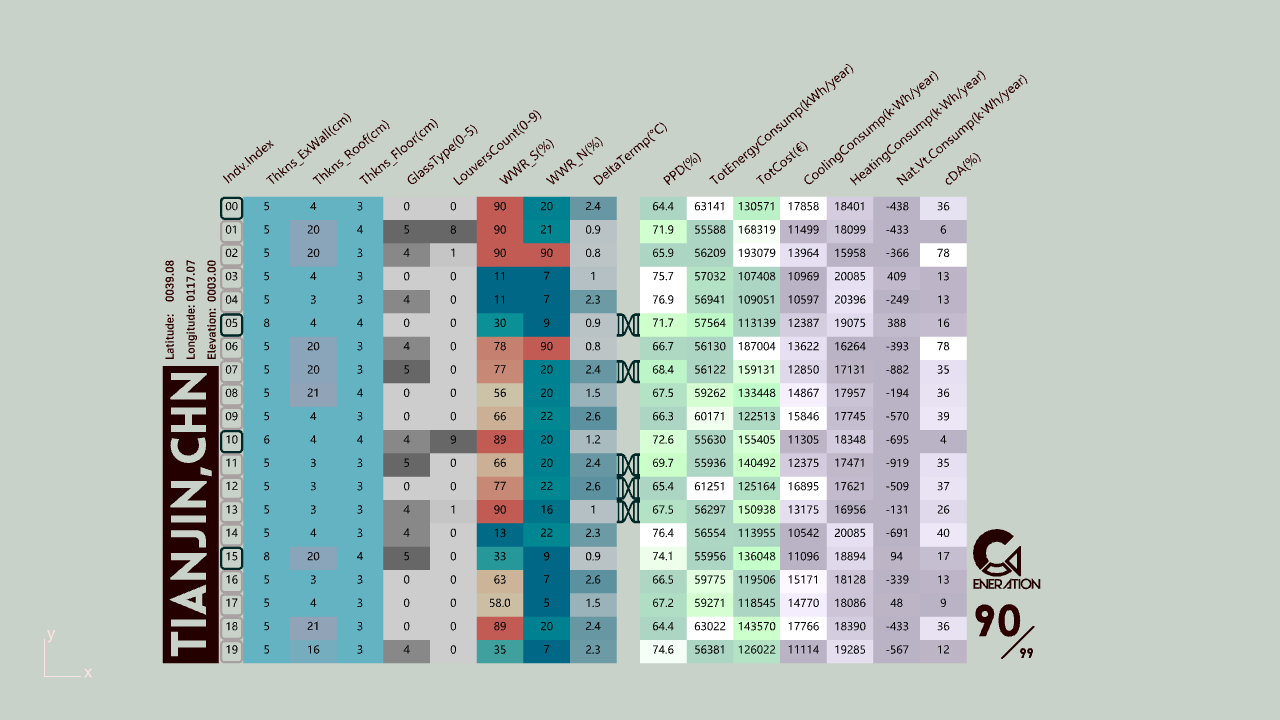 Indv.Index Thkns_ExWall(cm) Thkns_Roof(cm) Thkns_Floor(cm) GlassType(0-5) LouversCount(0-9) WWR_S(%) WWR_N(%) DeltaTermp(°C) PPD(%) TotEnergyConsump(kWh/year) TotCost(€) CoolingConsump(k·Wh/year) HeatingConsump(k·Wh/year) Nat.Vt.Consump(k·Wh/year) cDA(%)
00 5 4 3 0 0 90 20 2.4 64.4 63141 130571 17858 18401 -438 36
01 5 20 4 5 8 90 21 0.9 71.9 55588 168319 11499 18099 -433 6
02 5 20 3 4 1 90 90 0.8 65.9 56209 193079 13964 15958 -366 78
03 5 4 3 0 0 11 7 1 75.7 57032 107408 10969 20085 409 13
04 5 3 3 4 0 11 7 2.3 76.9 56941 109051 10597 20396 -249 13
05 8 4 4 0 0 30 9 0.9 71.7 57564 113139 12387 19075 388 16
06 5 20 3 4 0 78 90 0.8 66.7 56130 187004 13622 16264 -393 78
07 5 20 3 5 0 77 20 2.4 68.4 56122 159131 12850 17131 -882 35
08 5 21 4 0 0 56 20 1.5 67.5 59262 133448 14867 17957 -194 36
09 5 4 3 0 0 66 22 2.6 66.3 60171 122513 15846 17745 -570 39
10 6 4 4 4 9 89 20 1.2 72.6 55630 155405 11305 18348 -695 4
11 5 3 3 5 0 66 20 2.4 69.7 55936 140492 12375 17471 -919 35
12 5 3 3 0 0 77 22 2.6 65.4 61251 125164 16895 17621 -509 37
13 5 3 3 4 1 90 16 1 67.5 56297 150938 13175 16956 -131 26
14 5 4 3 4 0 13 22 2.3 76.4 56554 113955 10542 20085 -691 40
15 8 20 4 5 0 33 9 0.9 74.1 55956 136048 11096 18894 94 17
16 5 3 3 0 0 63 7 2.6 66.5 59775 119506 15171 18128 -339 13
17 5 4 3 0 0 58.0 5 1.5 67.2 59271 118545 14770 18086 48 9
18 5 21 3 0 0 89 20 2.4 64.4 63022 143570 17766 18390 -433 36
19 5 16 3 4 0 35 7 2.3 74.6 56381 126022 11114 19285 -567 12
Latitude: 0039.08
Longitude: 0117.07
Elevation: 0003.00
TIANJIN,CHN
GENERATION
90/99
y
x